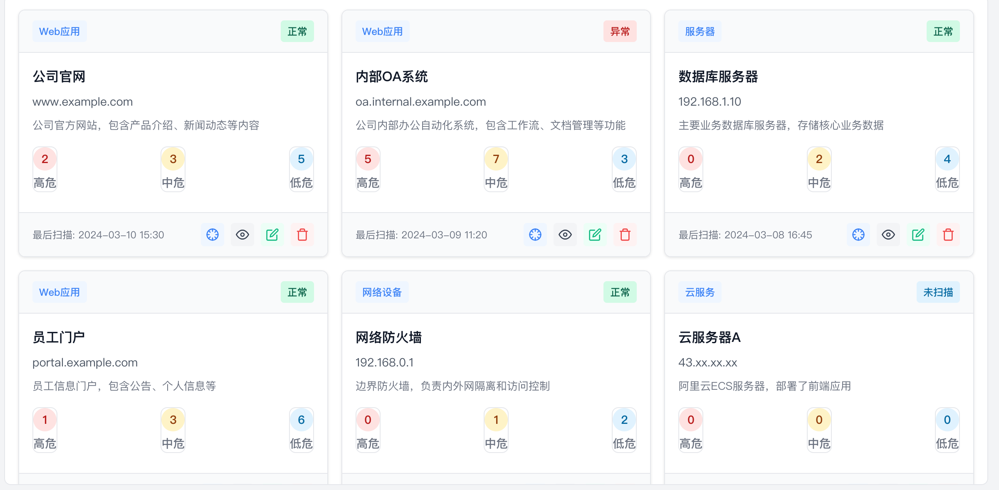 Web应用 正常
公司官网
www.example.com
公司官方网站，包含产品介绍、新闻动态等内容
2 3 5
高危 中危 低危
最后扫描: 2024-03-10 15:30
Web应用 异常
内部OA系统
oa.internal.example.com
公司内部办公自动化系统，包含工作流、文档管理等功能
5 7 3
高危 中危 低危
最后扫描: 2024-03-09 11:20
服务器 正常
数据库服务器
192.168.1.10
主要业务数据库服务器，存储核心业务数据
0 2 4
高危 中危 低危
最后扫描: 2024-03-08 16:45
Web应用 正常
员工门户
portal.example.com
员工信息门户，包含公告、个人信息等
1 3 6
高危 中危 低危
网络设备 正常
网络防火墙
192.168.0.1
边界防火墙，负责内外网隔离和访问控制
0 1 2
高危 中危 低危
云服务 未扫描
云服务器A
43.xx.xx.xx
阿里云ECS服务器，部署了前端应用
0 0 0
高危 中危 低危